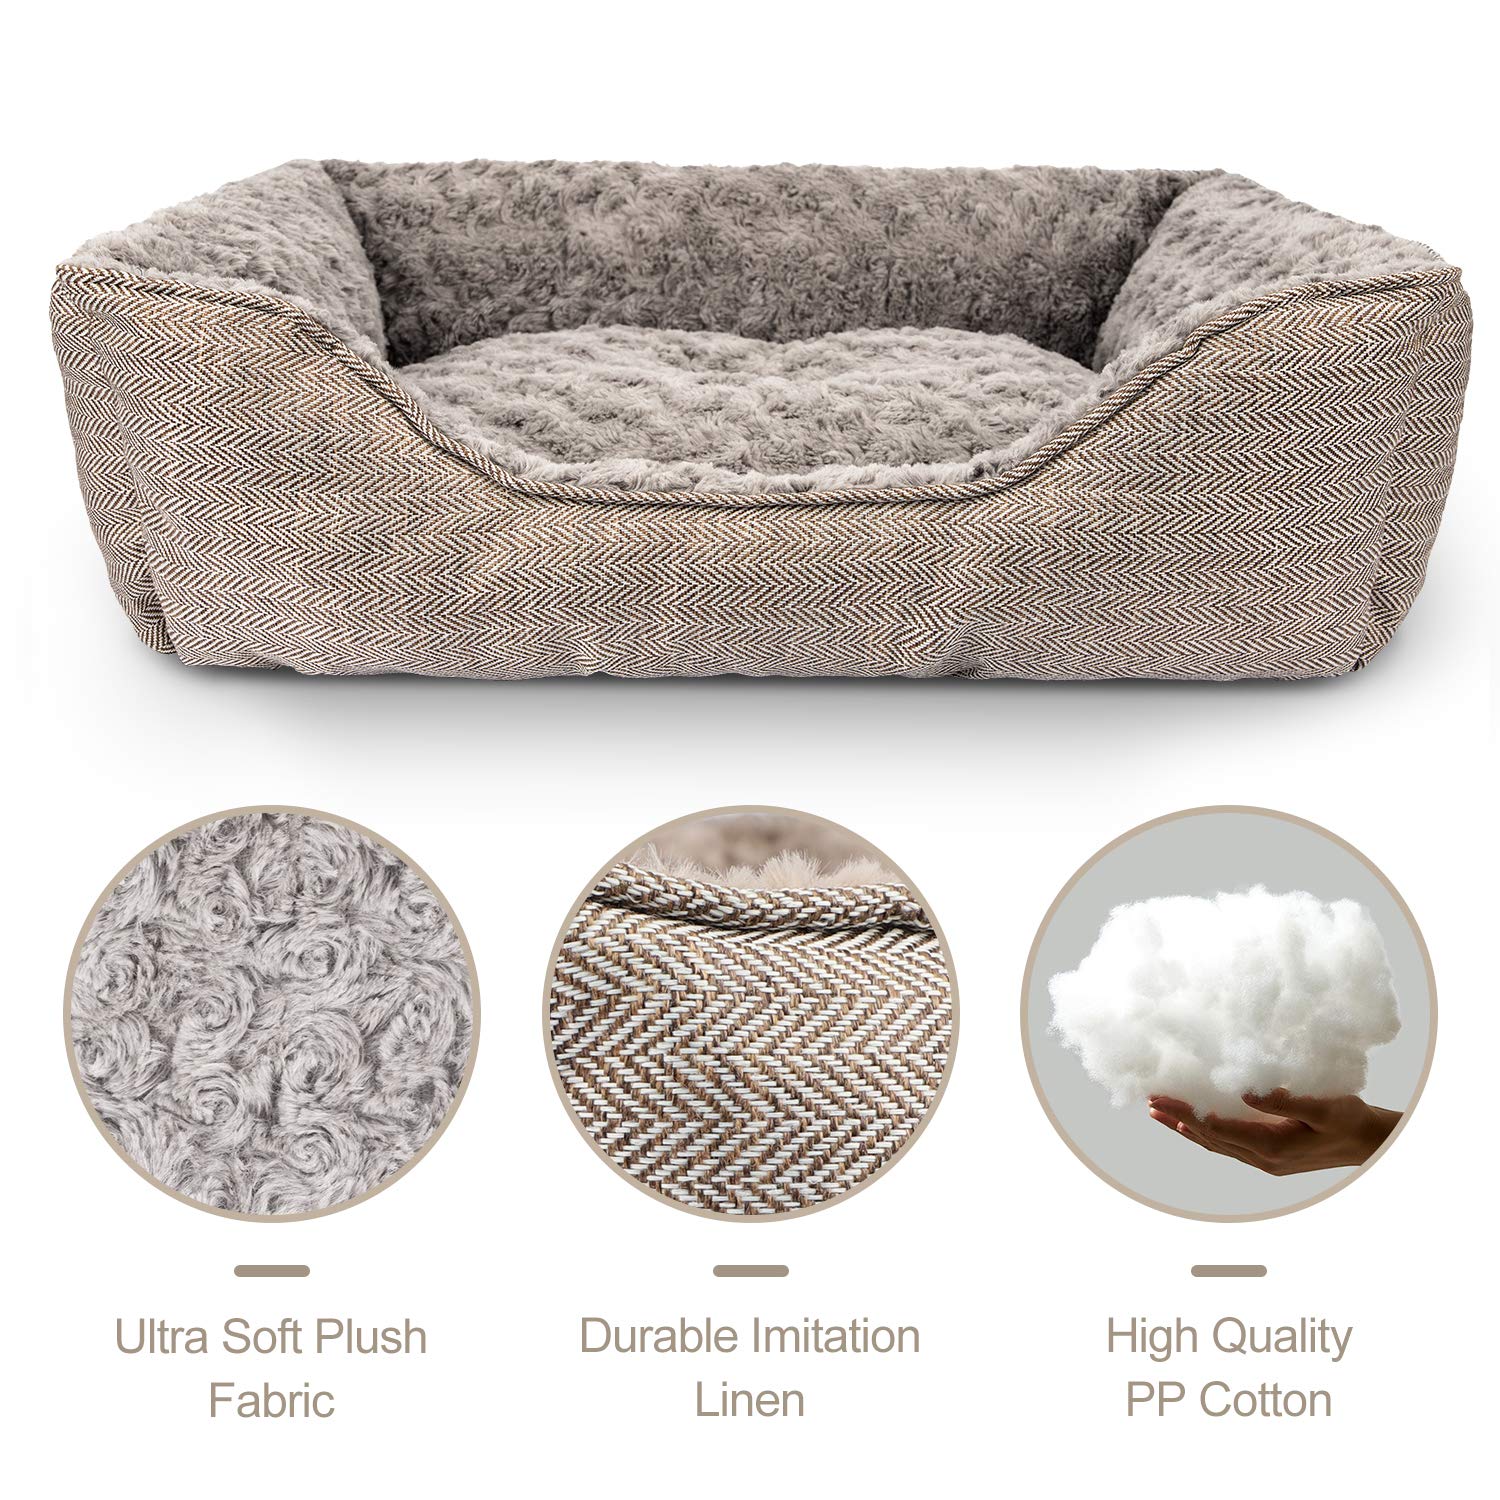 Ultra Soft Plush
Fabric
Durable Imitation
Linen
High Quality
PP Cotton